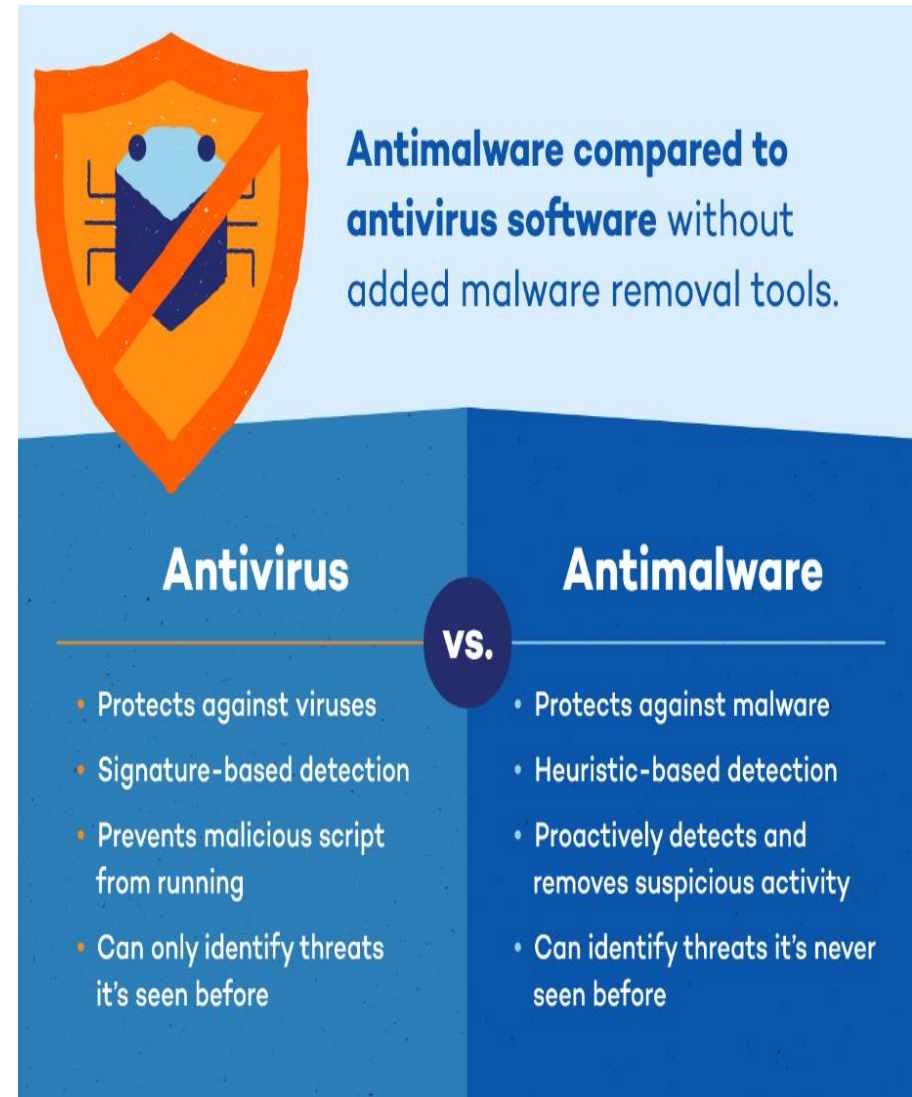 Antimalware compared to
antivirus software without
added malware removal tools.
Antivirus
vs.
Antimalware
• Protects against viruses
• Signature-based detection
• Prevents malicious script
from running
• Can only identify threats
it's seen before
• Protects against malware
• Heuristic-based detection
• Proactively detects and
removes suspicious activity
• Can identify threats it's never
seen before